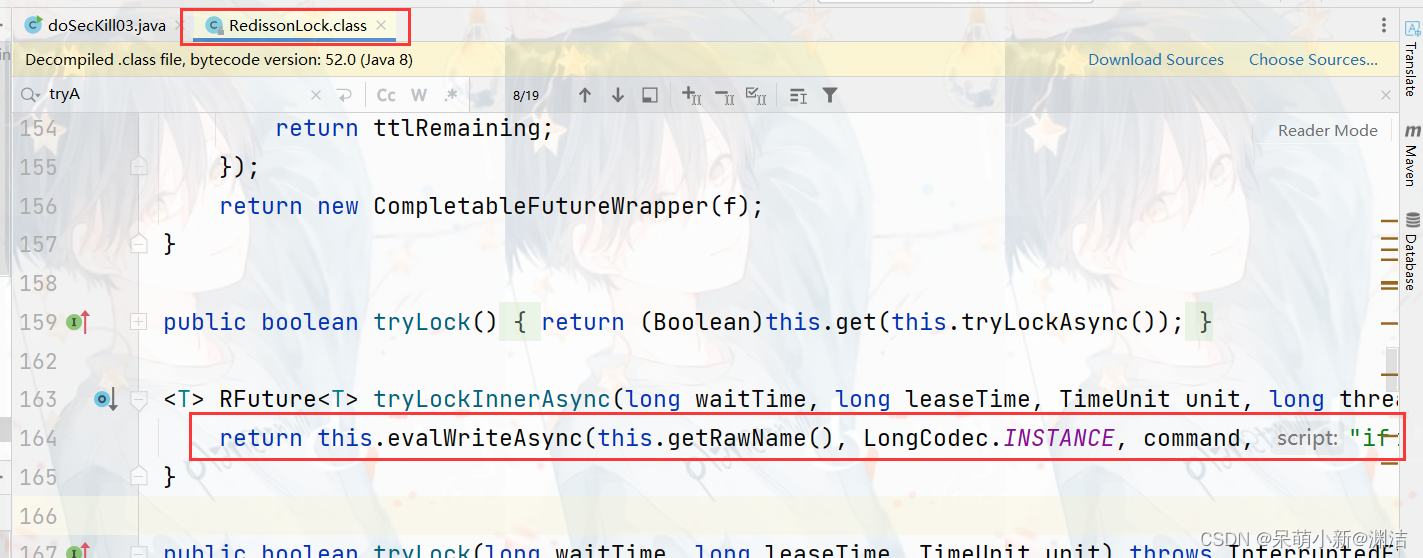 doSecKill03.java RedissonLock.class
Decompiled .class file, bytecode version: 52.0 (Java 8) Download Sources Choose Sources...
tryA Cc W .* 8/19
Reader Mode
154 return ttlRemaining;
155 });
156 return new CompletableFutureWrapper(f);
157 }
158
159 public boolean tryLock() { return (Boolean)this.get(this.tryLockAsync()); }
162
163 <T> RFuture<T> tryLockInnerAsync(long waitTime, long leaseTime, TimeUnit unit, long threa
164 return this.evalWriteAsync(this.getRawName(), LongCodec.INSTANCE, command, script: "if
165 }
166
167 public boolean tryLock(long waitTime, long leaseTime, TimeUnit unit) throws InterruptedE
Translate
Maven
Database
CSDN @呆萌小新@渊洁